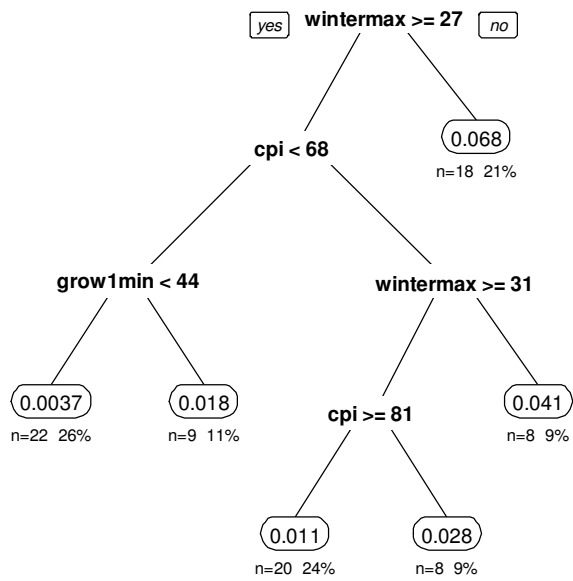 yes wintermax >= 27 no
0.068
n=18 21%
cpi < 68
grow1min < 44 wintermax >= 31
0.0037 0.018 0.041
n=22 26% n=9 11% n=8 9%
cpi >= 81
0.011 0.028
n=20 24% n=8 9%